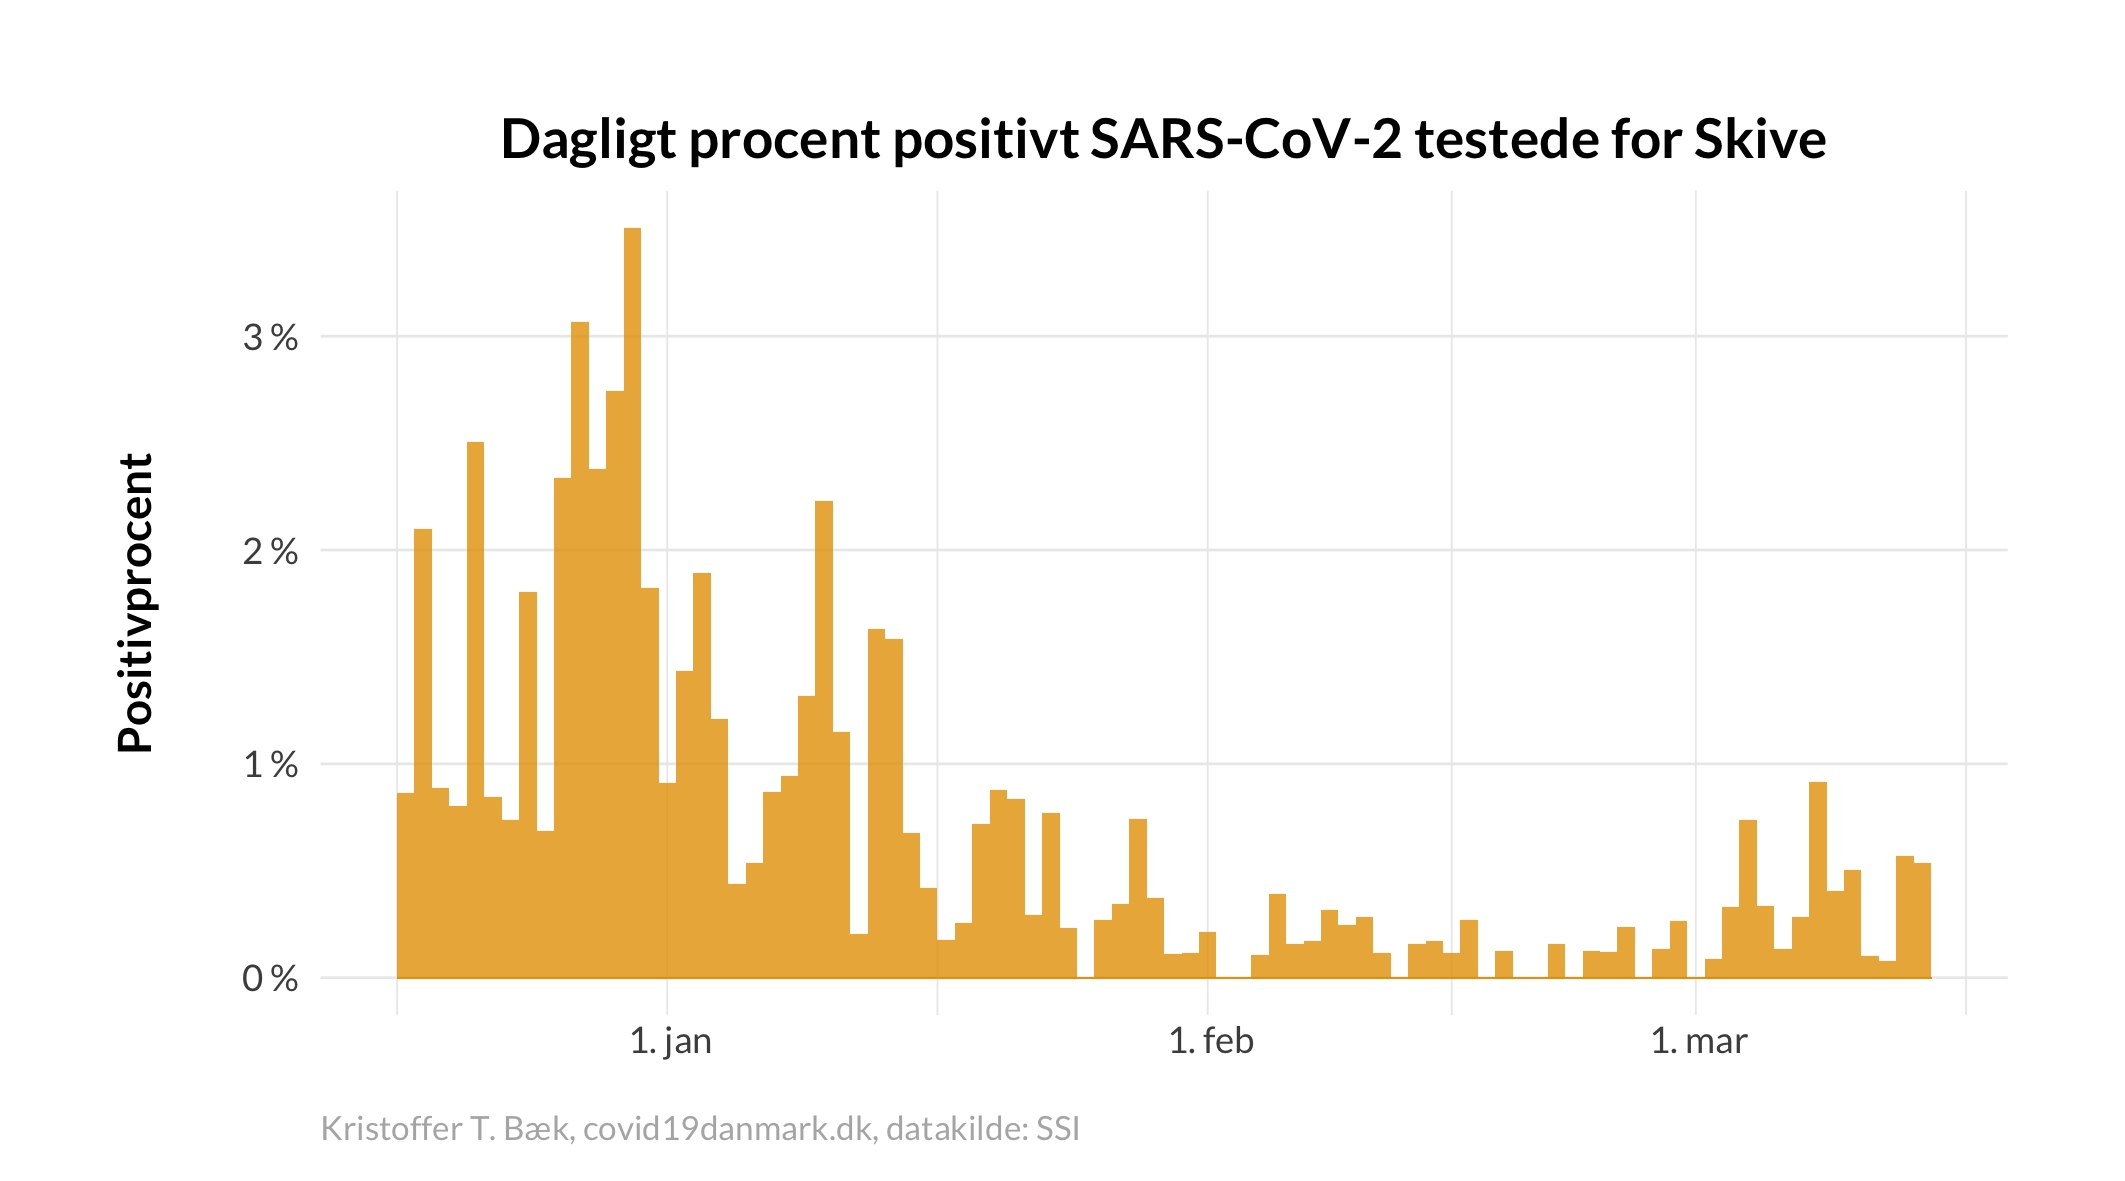 Dagligt procent positivt SARS-CoV-2 testede for Skive
Positivprocent
3 %
2 %
1 %
0 %
1. jan
1. feb
1. mar
Kristoffer T. Bæk, covid19danmark.dk, datakilde: SSI